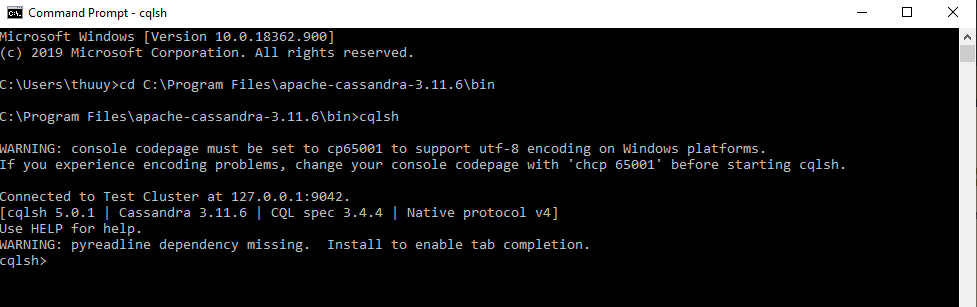 Command Prompt - cqlsh
Microsoft Windows [Version 10.0.18362.900]
(c) 2019 Microsoft Corporation. All rights reserved.
C:\Users\thuuy>cd C:\Program Files\apache-cassandra-3.11.6\bin
C:\Program Files\apache-cassandra-3.11.6\bin>cqlsh
WARNING: console codepage must be set to cp65001 to support utf-8 encoding on Windows platforms.
If you experience encoding problems, change your console codepage with 'chcp 65001' before starting cqlsh.
Connected to Test Cluster at 127.0.0.1:9042.
[cqlsh 5.0.1 | Cassandra 3.11.6 | CQL spec 3.4.4 | Native protocol v4]
Use HELP for help.
WARNING: pyreadline dependency missing.  Install to enable tab completion.
cqlsh>